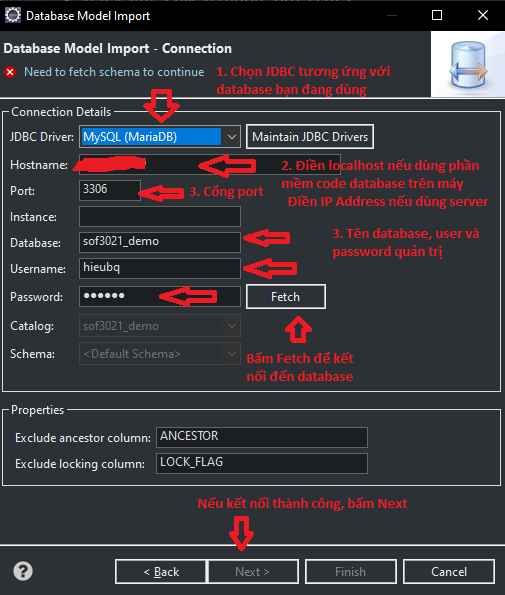 Database Model Import
Database Model Import - Connection
Need to fetch schema to continue
1. Chọn JDBC tương ứng với
database bạn đang dùng
Connection Details
JDBC Driver: MySQL (MariaDB) Maintain JDBC Drivers
Hostname:
2. Điền localhost nếu dùng phần
mềm code database trên máy
Điền IP Address nếu dùng server
Port: 3306
3. Cổng port
Instance:
Database: sof3021_demo
3. Tên database, user và
password quản trị
Username: hieubq
Password: ●●●●●● Fetch
Catalog: sof3021_demo
Schema: <Default Schema>
Bấm Fetch để kết
nối đến database
Properties
Exclude ancestor column: ANCESTOR
Exclude locking column: LOCK_FLAG
Nếu kết nối thành công, bấm Next
? < Back Next > Finish Cancel